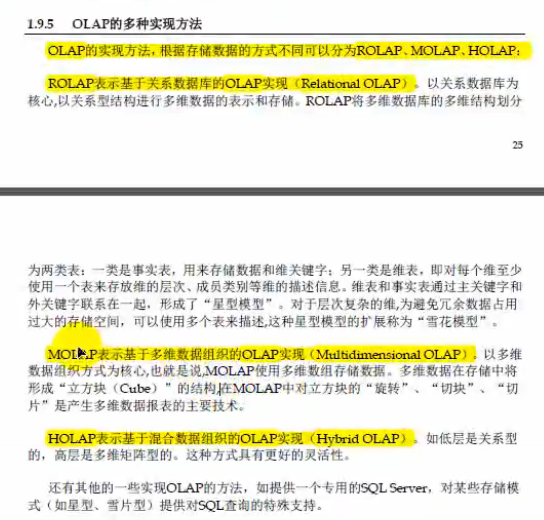 1.9.5 OLAP的多种实现方法
OLAP的实现方法，根据存储数据的方式不同可以分为ROLAP、MOLAP、HOLAP；
ROLAP表示基于关系数据库的OLAP实现（Relational OLAP）。以关系数据库为
核心,以关系型结构进行多维数据的表示和存储。ROLAP将多维数据库的多维结构划分
25
为两类表：一类是事实表，用来存储数据和维关键字；另一类是维表，即对每个维至少
使用一个表来存放维的层次、成员类别等维的描述信息。维表和事实表通过主关键字和
外关键字联系在一起，形成了“星型模型”。对于层次复杂的维,为避免冗余数据占用
过大的存储空间，可以使用多个表来描述,这种星型模型的扩展称为“雪花模型”。
MOLAP表示基于多维数据组织的OLAP实现（Multidimensional OLAP）。以多维
数据组织方式为核心,也就是说,MOLAP使用多维数组存储数据。多维数据在存储中将
形成“立方块（Cube）”的结构,在MOLAP中对立方块的“旋转”、“切块”、“切
片”是产生多维数据报表的主要技术。
HOLAP表示基于混合数据组织的OLAP实现（Hybrid OLAP）。如低层是关系型
的，高层是多维矩阵型的。这种方式具有更好的灵活性。
还有其他的一些实现OLAP的方法，如提供一个专用的SQL Server，对某些存储模
式（如星型、雪片型）提供对SQL查询的特殊支持。